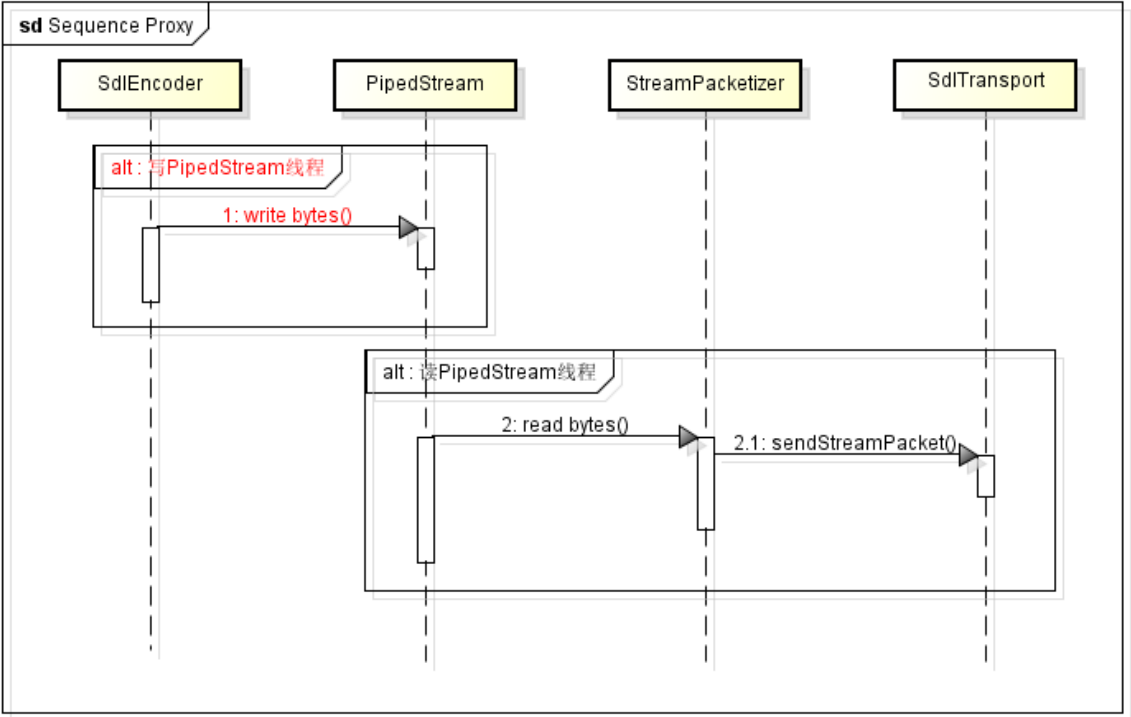 sd Sequence Proxy
SdlEncoder
PipedStream
StreamPacketizer
SdlTransport
alt : 写PipedStream线程
1: write bytes()
alt : 读PipedStream线程
2: read bytes()
2.1: sendStreamPacket()